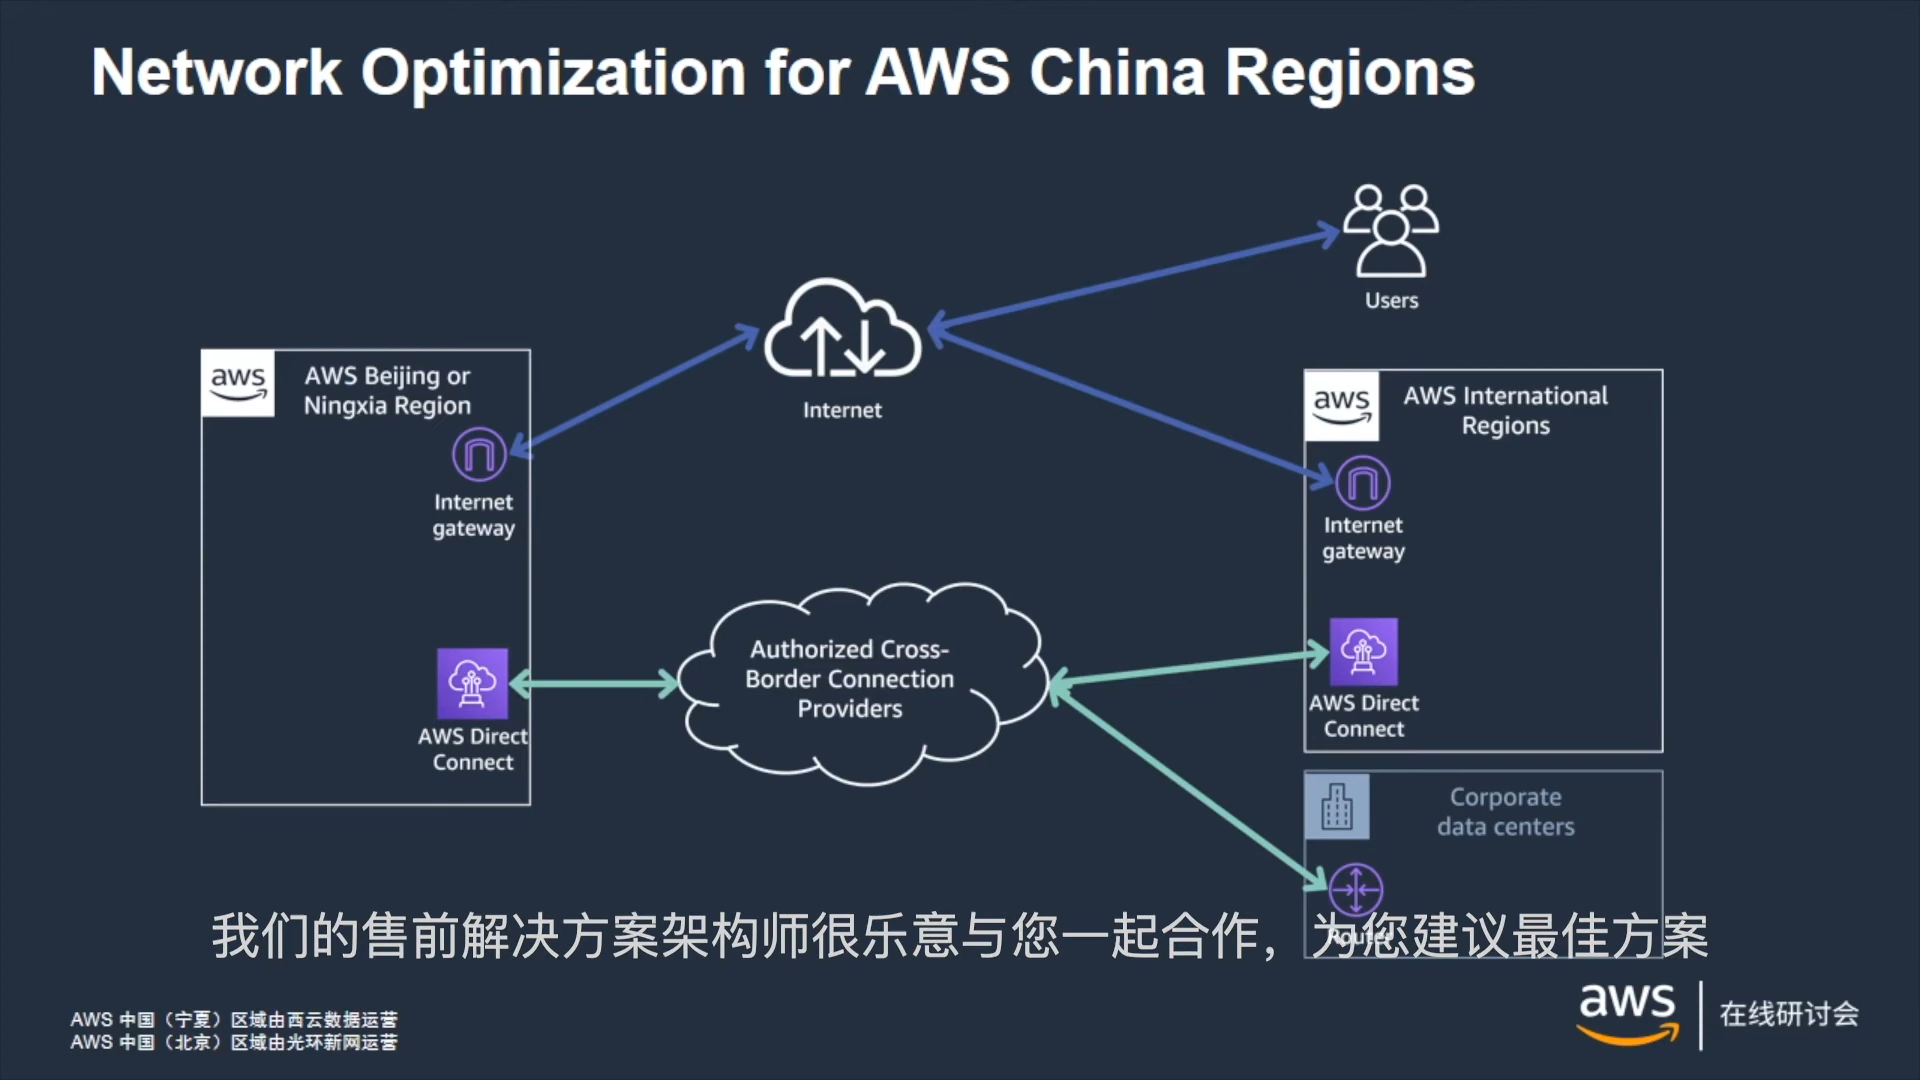 Network Optimization for AWS China Regions
Users
Internet
aws
AWS Beijing or
Ningxia Region
Internet
gateway
AWS Direct
Connect
Authorized Cross-
Border Connection
Providers
aws
AWS International
Regions
Internet
gateway
AWS Direct
Connect
Corporate
data centers
Router
我们的售前解决方案架构师很乐意与您一起合作，为您建议最佳方案
AWS 中国（宁夏）区域由西云数据运营
AWS 中国（北京）区域由光环新网运营
aws
在线研讨会